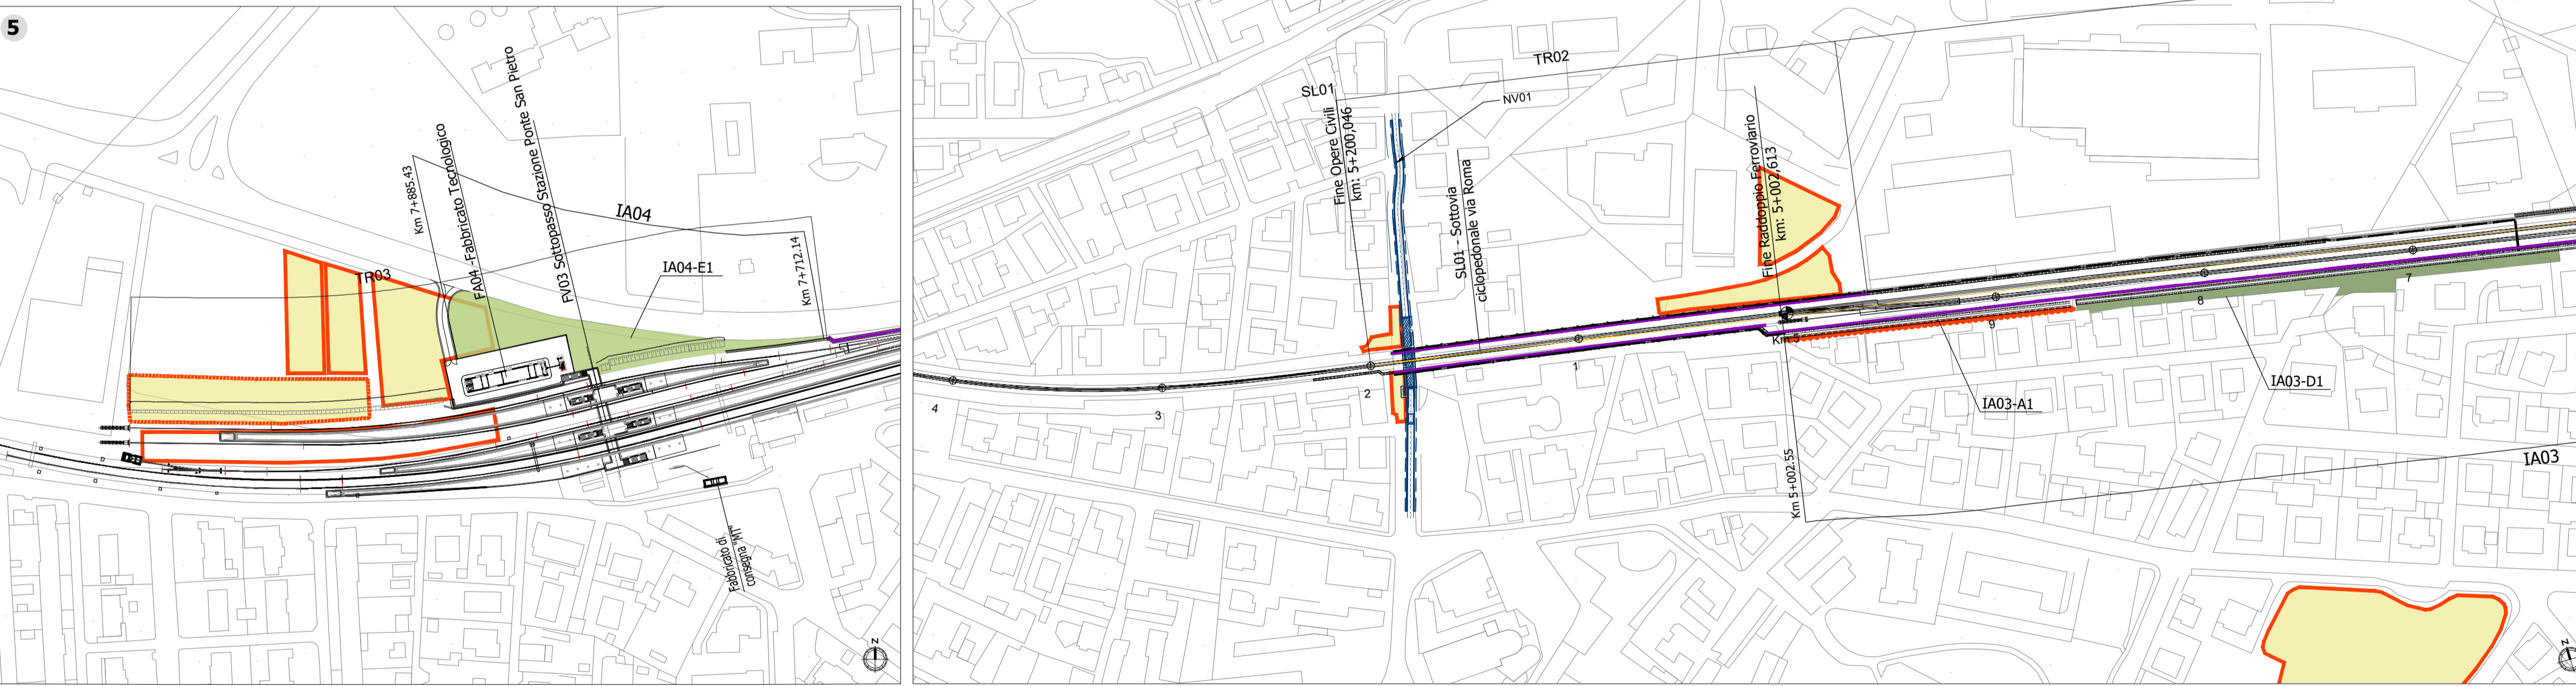 5
Km 7+885.43
FA04 -Fabbricato Tecnologico
FV03 Sottopasso Stazione Ponte San Pietro
IA04
IA04-E1
Km 7+712.14
TR03
Fabbricato di
consegna "MT"
Z
SL01
Fine Opere Civili
km: 5+200,046
NV01
TR02
SL01 - Sottovia
ciclopedonale via Roma
Fine Raddoppio Ferroviario
km: 5+002,613
Km 5
4
3
2
1
9
8
7
IA03-A1
IA03-D1
Km 5+002.55
IA03
Z